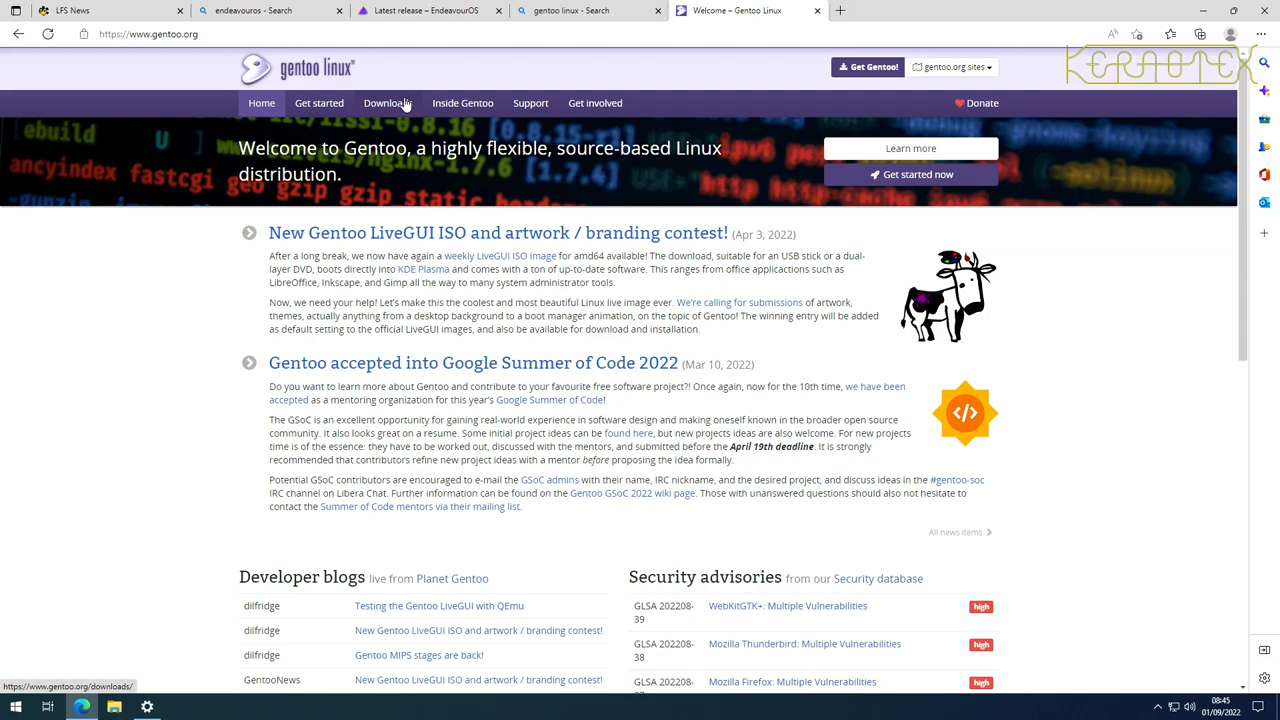 LFS News
endeavouros - Search
Latest release – EndeavourOS
gentoo linux - Search
Welcome – Gentoo Linux
https://www.gentoo.org
KERNOTEX
gentoo linux
Get Gentoo!
gentoo.org sites
Home
Get started
Downloads
Inside Gentoo
Support
Get involved
Donate
Welcome to Gentoo, a highly flexible, source-based Linux
distribution.
Learn more
Get started now
New Gentoo LiveGUI ISO and artwork / branding contest! (Apr 3, 2022)
After a long break, we now have again a weekly LiveGUI ISO image for amd64 available! The download, suitable for an USB stick or a dual-
layer DVD, boots directly into KDE Plasma and comes with a ton of up-to-date software. This ranges from office applications such as
LibreOffice, Inkscape, and Gimp all the way to many system administrator tools.
Now, we need your help! Let's make this the coolest and most beautiful Linux live image ever. We're calling for submissions of artwork,
themes, actually anything from a desktop background to a boot manager animation, on the topic of Gentoo! The winning entry will be added
as default setting to the official LiveGUI images, and also be available for download and installation.
Gentoo accepted into Google Summer of Code 2022 (Mar 10, 2022)
Do you want to learn more about Gentoo and contribute to your favourite free software project?! Once again, now for the 10th time, we have been
accepted as a mentoring organization for this year's Google Summer of Code!
The GSoC is an excellent opportunity for gaining real-world experience in software design and making oneself known in the broader open source
community. It also looks great on a resume. Some initial project ideas can be found here, but new projects ideas are also welcome. For new projects
time is of the essence: they have to be worked out, discussed with the mentors, and submitted before the April 19th deadline. It is strongly
recommended that contributors refine new project ideas with a mentor before proposing the idea formally.
Potential GSoC contributors are encouraged to e-mail the GSoC admins with their name, IRC nickname, and the desired project, and discuss ideas in the #gentoo-soc
IRC channel on Libera Chat. Further information can be found on the Gentoo GSoC 2022 wiki page. Those with unanswered questions should also not hesitate to
contact the Summer of Code mentors via their mailing list.
All news items
Developer blogs live from Planet Gentoo
dilfridge Testing the Gentoo LiveGUI with QEmu
dilfridge New Gentoo LiveGUI ISO and artwork / branding contest!
dilfridge Gentoo MIPS stages are back!
GentooNews New Gentoo LiveGUI ISO and artwork / branding contest!
Security advisories from our Security database
GLSA 202208-
39
WebKitGTK+: Multiple Vulnerabilities
high
GLSA 202208-
38
Mozilla Thunderbird: Multiple Vulnerabilities
high
GLSA 202208-
Mozilla Firefox: Multiple Vulnerabilities
high
https://www.gentoo.org/downloads/
08:45
01/09/2022